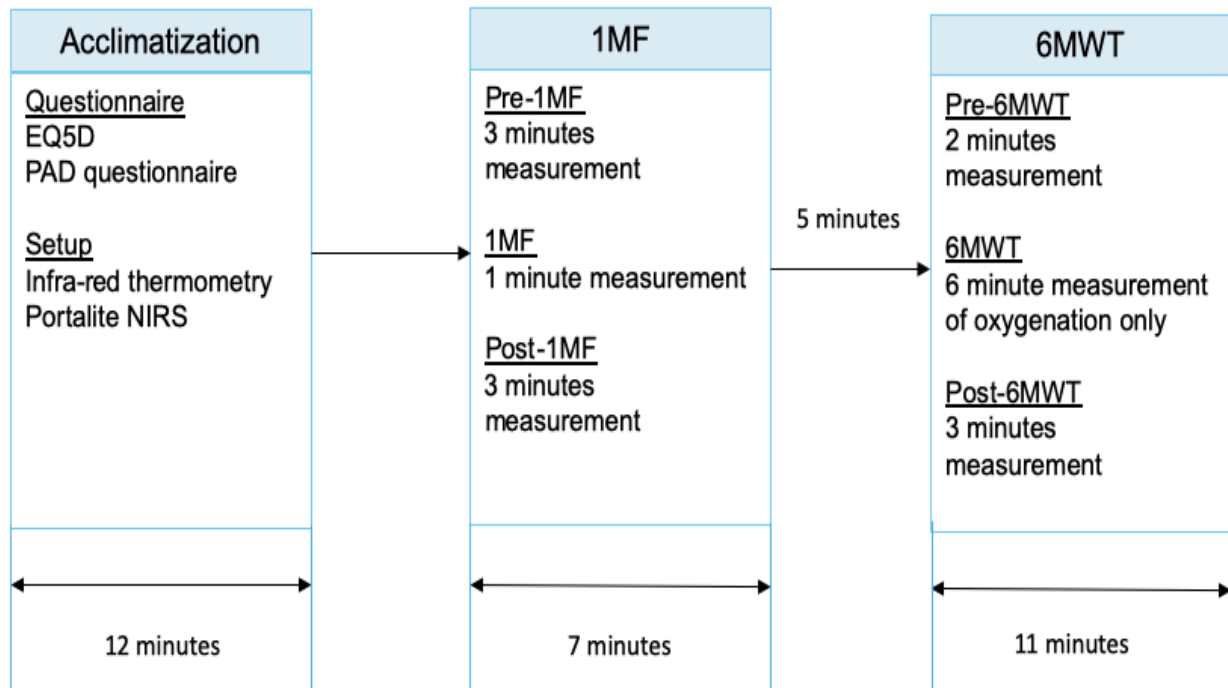 Acclimatization
Questionnaire
EQ5D
PAD questionnaire
Setup
Infra-red thermometry
Portalite NIRS
12 minutes
1MF
Pre-1MF
3 minutes
measurement
1MF
1 minute measurement
Post-1MF
3 minutes
measurement
7 minutes
5 minutes
6MWT
Pre-6MWT
2 minutes
measurement
6MWT
6 minute measurement
of oxygenation only
Post-6MWT
3 minutes
measurement
11 minutes